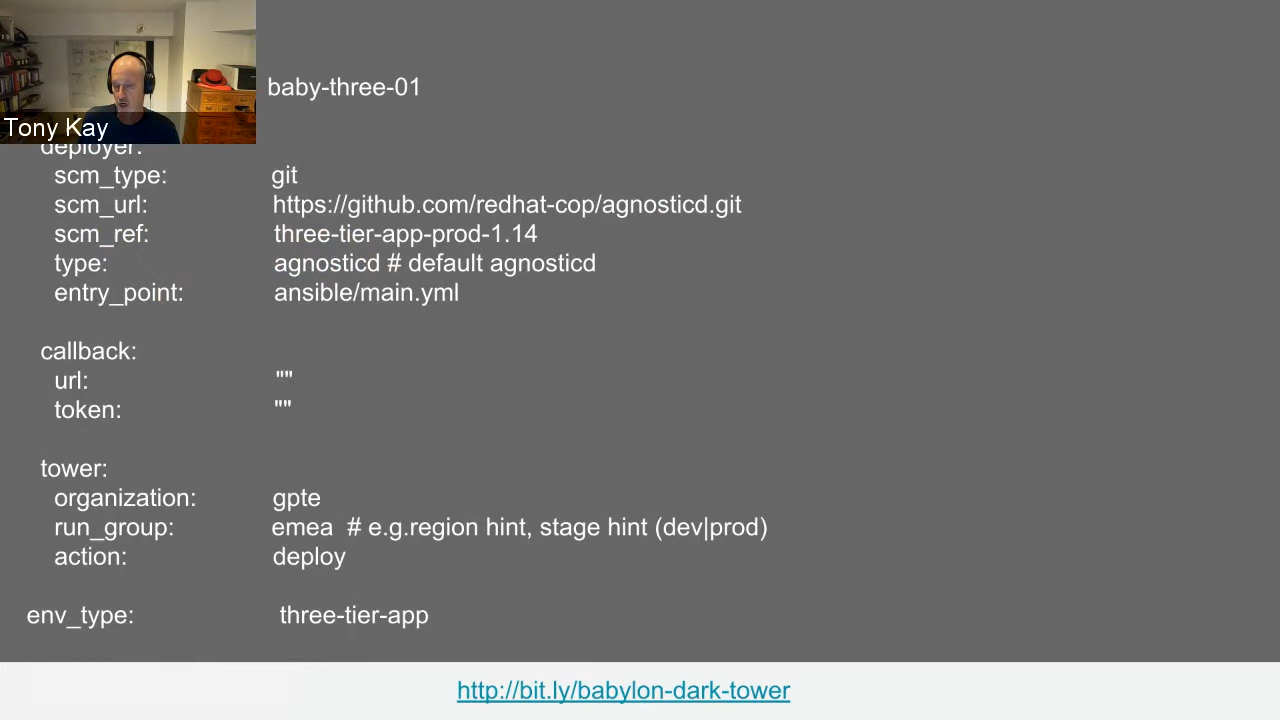 baby-three-01
Tony Kay
deployer:
scm_type: git
scm_url: https://github.com/redhat-cop/agnosticd.git
scm_ref: three-tier-app-prod-1.14
type: agnosticd # default agnosticd
entry_point: ansible/main.yml
callback:
url: ""
token: ""
tower:
organization: gpte
run_group: emea # e.g.region hint, stage hint (dev|prod)
action: deploy
env_type: three-tier-app
http://bit.ly/babylon-dark-tower